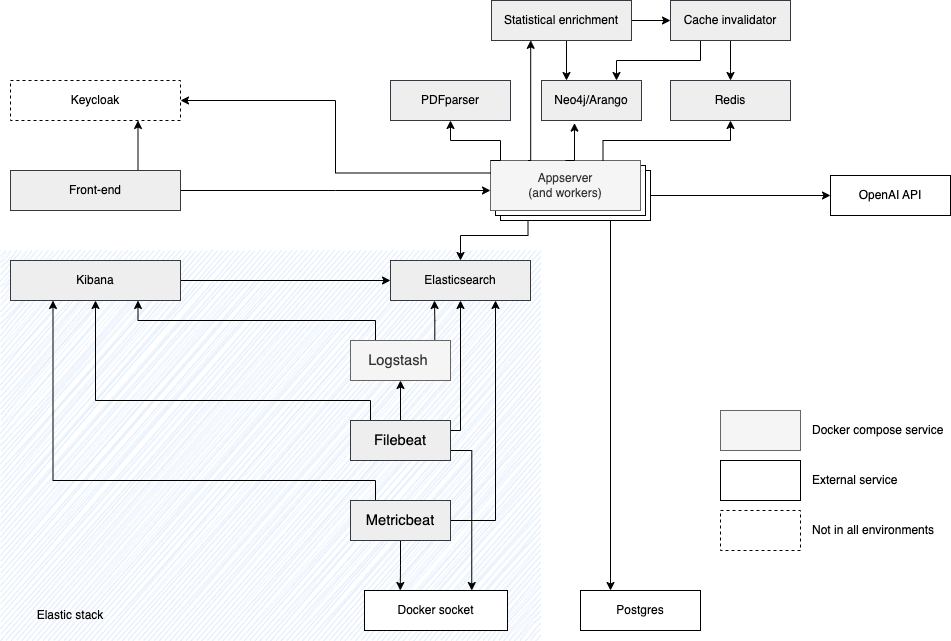 Statistical enrichment
Cache invalidator
Keycloak
PDFparser
Neo4j/Arango
Redis
Front-end
Appserver
(and workers)
OpenAI API
Kibana
Elasticsearch
Logstash
Filebeat
Docker compose service
External service
Metricbeat
Not in all environments
Elastic stack
Docker socket
Postgres